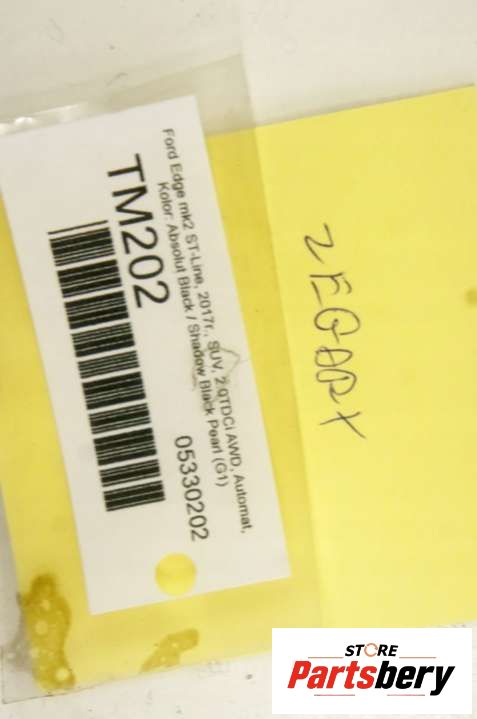 Ford Edge mk2 ST-Line, 2017r., SUV, 2.0TDCi AWD, Automat,
Kolor: Absolut Black / Shadow Black Pearl (G1)
TM202
05330202
ZEGARY
STORE
Partsbery